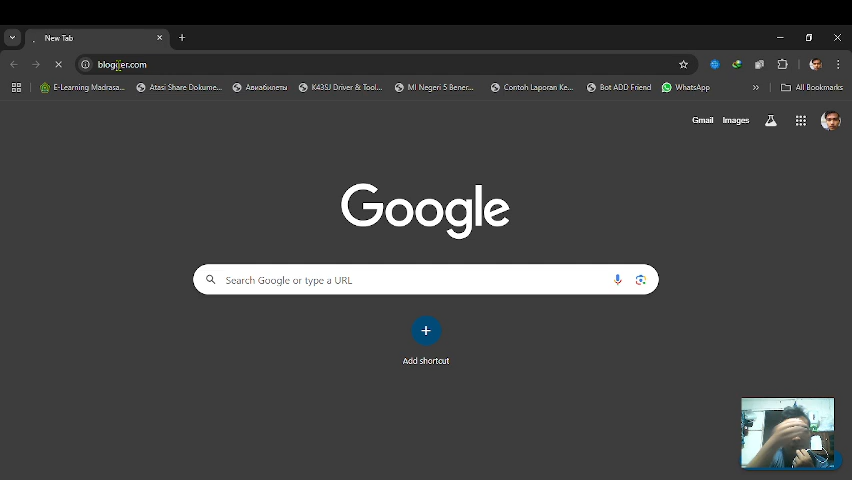 New Tab
blogger.com
E-Learning Madrasa...
Atasi Share Dokume...
Авиабилеты
K43SJ Driver & Tool...
MI Negeri 5 Bener...
Contoh Laporan Ke...
Bot ADD Friend
WhatsApp
All Bookmarks
Gmail
Images
Google
Search Google or type a URL
Add shortcut